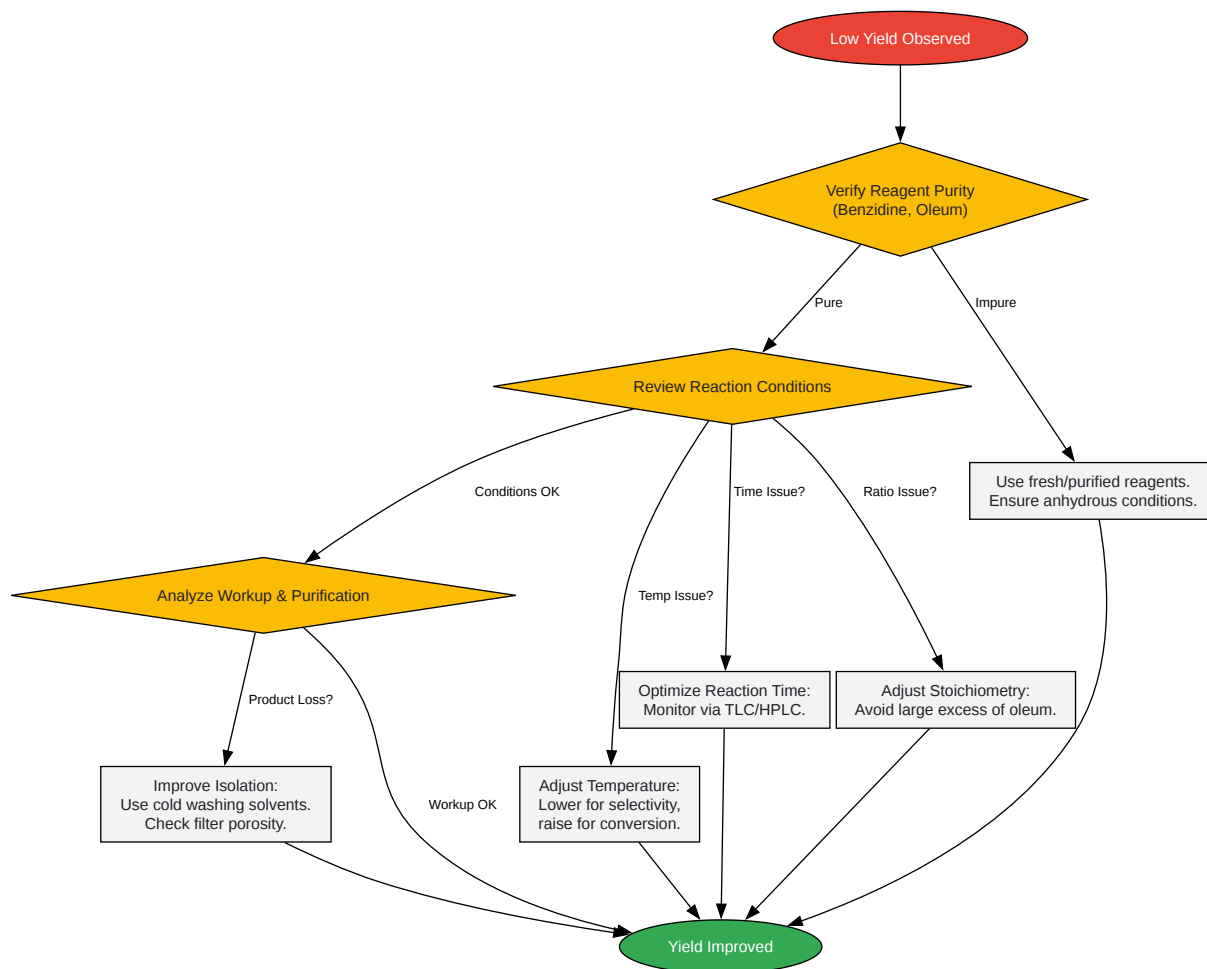 Low Yield Observed
Verify Reagent Purity
(Benzidine, Oleum)
Pure
Impure
Review Reaction Conditions
Conditions OK
Time Issue?
Ratio Issue?
Use fresh/purified reagents.
Ensure anhydrous conditions.
Analyze Workup & Purification
Temp Issue?
Product Loss?
Optimize Reaction Time:
Monitor via TLC/HPLC.
Adjust Stoichiometry:
Avoid large excess of oleum.
Improve Isolation:
Use cold washing solvents.
Check filter porosity.
Workup OK
Adjust Temperature:
Lower for selectivity,
raise for conversion.
Yield Improved